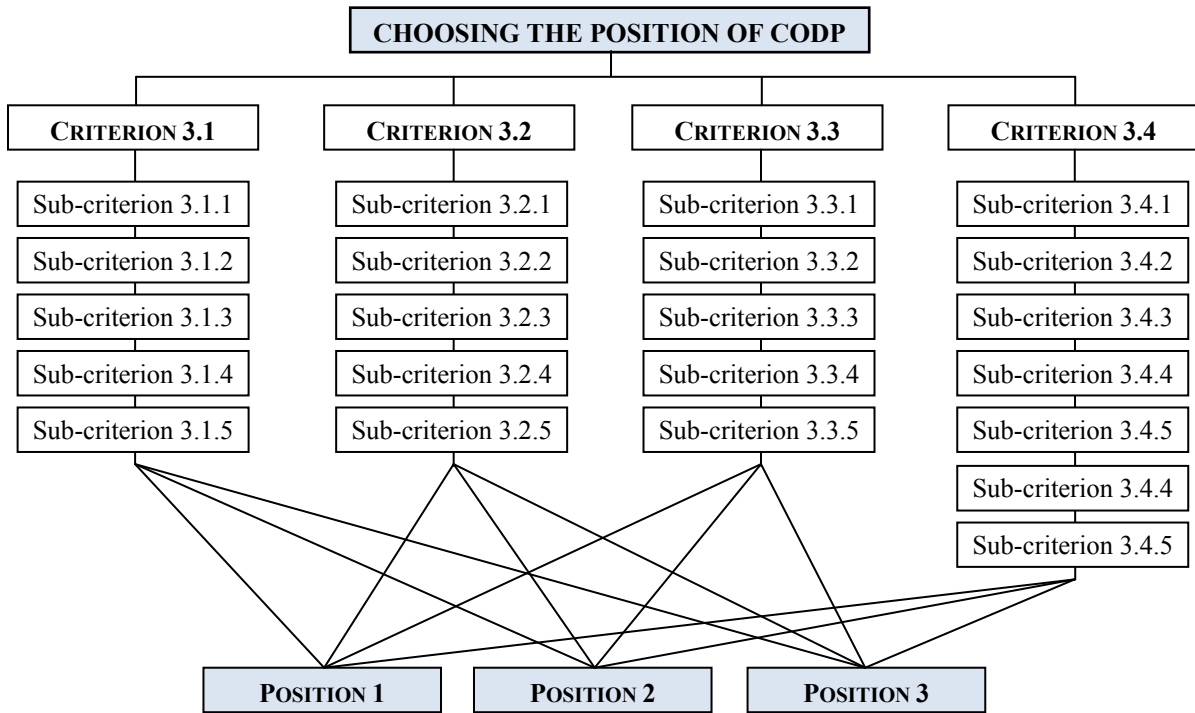 CHOOSING THE POSITION OF CODP
CRITERION 3.1
CRITERION 3.2
CRITERION 3.3
CRITERION 3.4
Sub-criterion 3.1.1
Sub-criterion 3.2.1
Sub-criterion 3.3.1
Sub-criterion 3.4.1
Sub-criterion 3.1.2
Sub-criterion 3.2.2
Sub-criterion 3.3.2
Sub-criterion 3.4.2
Sub-criterion 3.1.3
Sub-criterion 3.2.3
Sub-criterion 3.3.3
Sub-criterion 3.4.3
Sub-criterion 3.1.4
Sub-criterion 3.2.4
Sub-criterion 3.3.4
Sub-criterion 3.4.4
Sub-criterion 3.1.5
Sub-criterion 3.2.5
Sub-criterion 3.3.5
Sub-criterion 3.4.5
Sub-criterion 3.4.4
Sub-criterion 3.4.5
POSITION 1
POSITION 2
POSITION 3